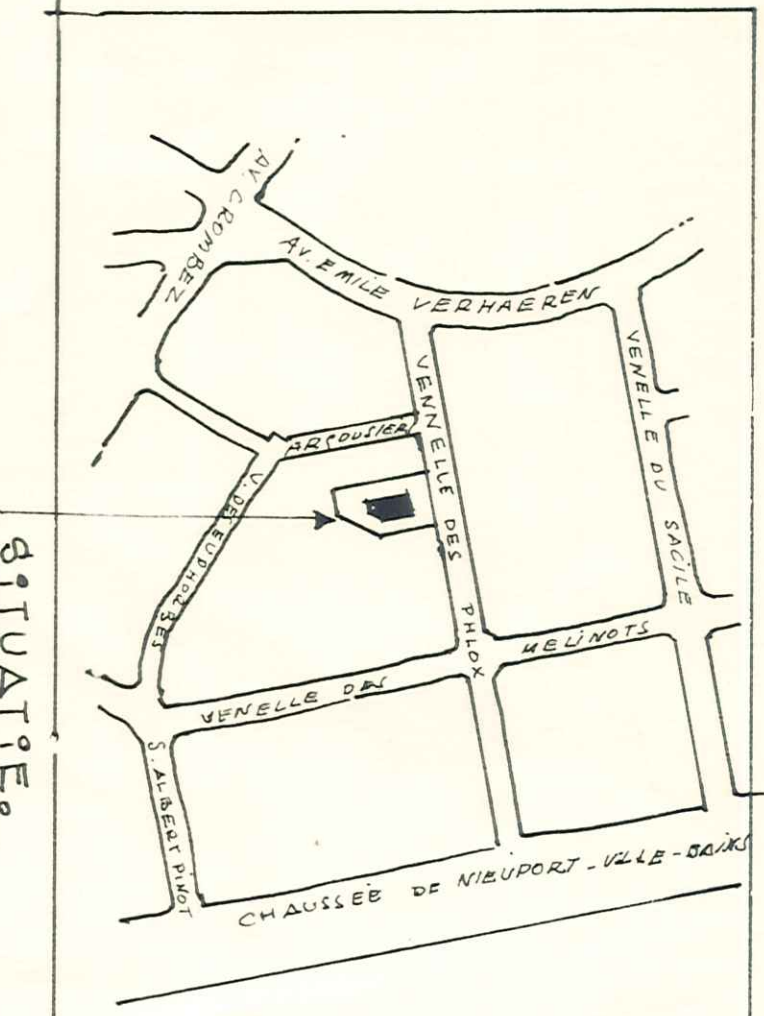 AV. CROMBEZ
AV. EMILE VERHAEREN
VENNELLE DES PHLOX
VENELLE DU SACILE
ARGOUSIER
V. DES EUPHORBES
VENELLE DES MELINOTS
S. ALBERT PINOT
CHAUSSEE DE NIEUPORT-VILLE-BAINS
SITUATIE.